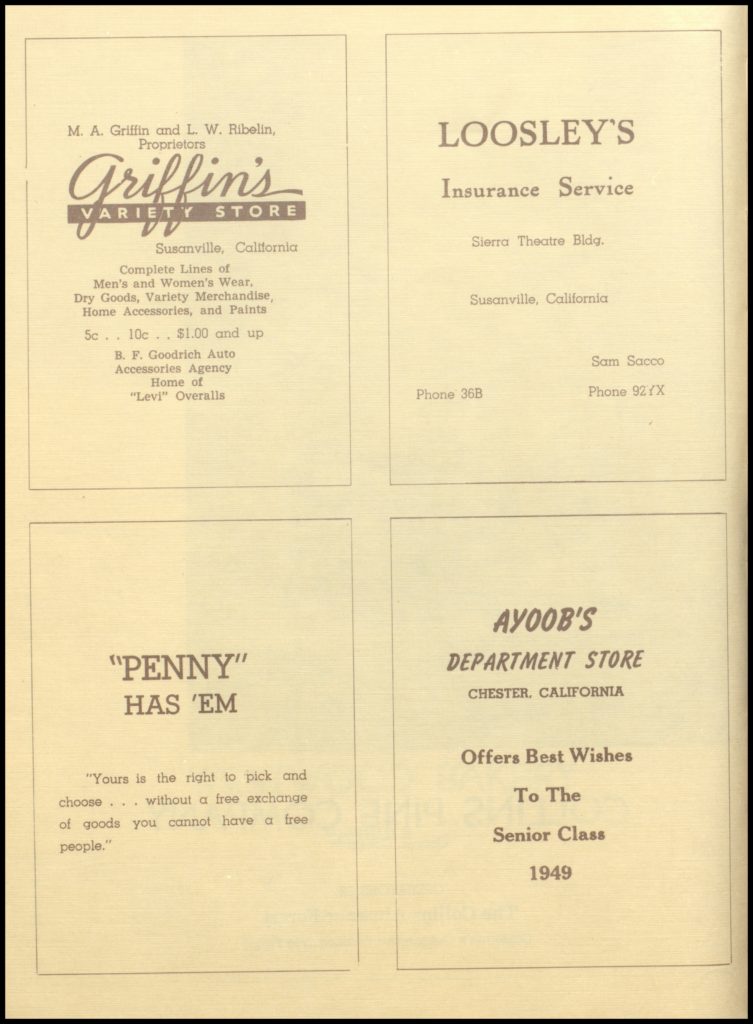 M. A. Griffin and L. W. Ribelin,
Proprietors
Griffin's
VARIETY STORE
Susanville, California
Complete Lines of
Men's and Women's Wear,
Dry Goods, Variety Merchandise,
Home Accessories, and Paints
5c . . 10c . . $1.00 and up
B. F. Goodrich Auto
Accessories Agency
Home of
"Levi" Overalls
LOOSLEY'S
Insurance Service
Sierra Theatre Bldg.
Susanville, California
Sam Sacco
Phone 36B
Phone 92YX
"PENNY"
HAS 'EM
"Yours is the right to pick and
choose . . . without a free exchange
of goods you cannot have a free
people."
AYOOB'S
DEPARTMENT STORE
CHESTER, CALIFORNIA
Offers Best Wishes
To The
Senior Class
1949